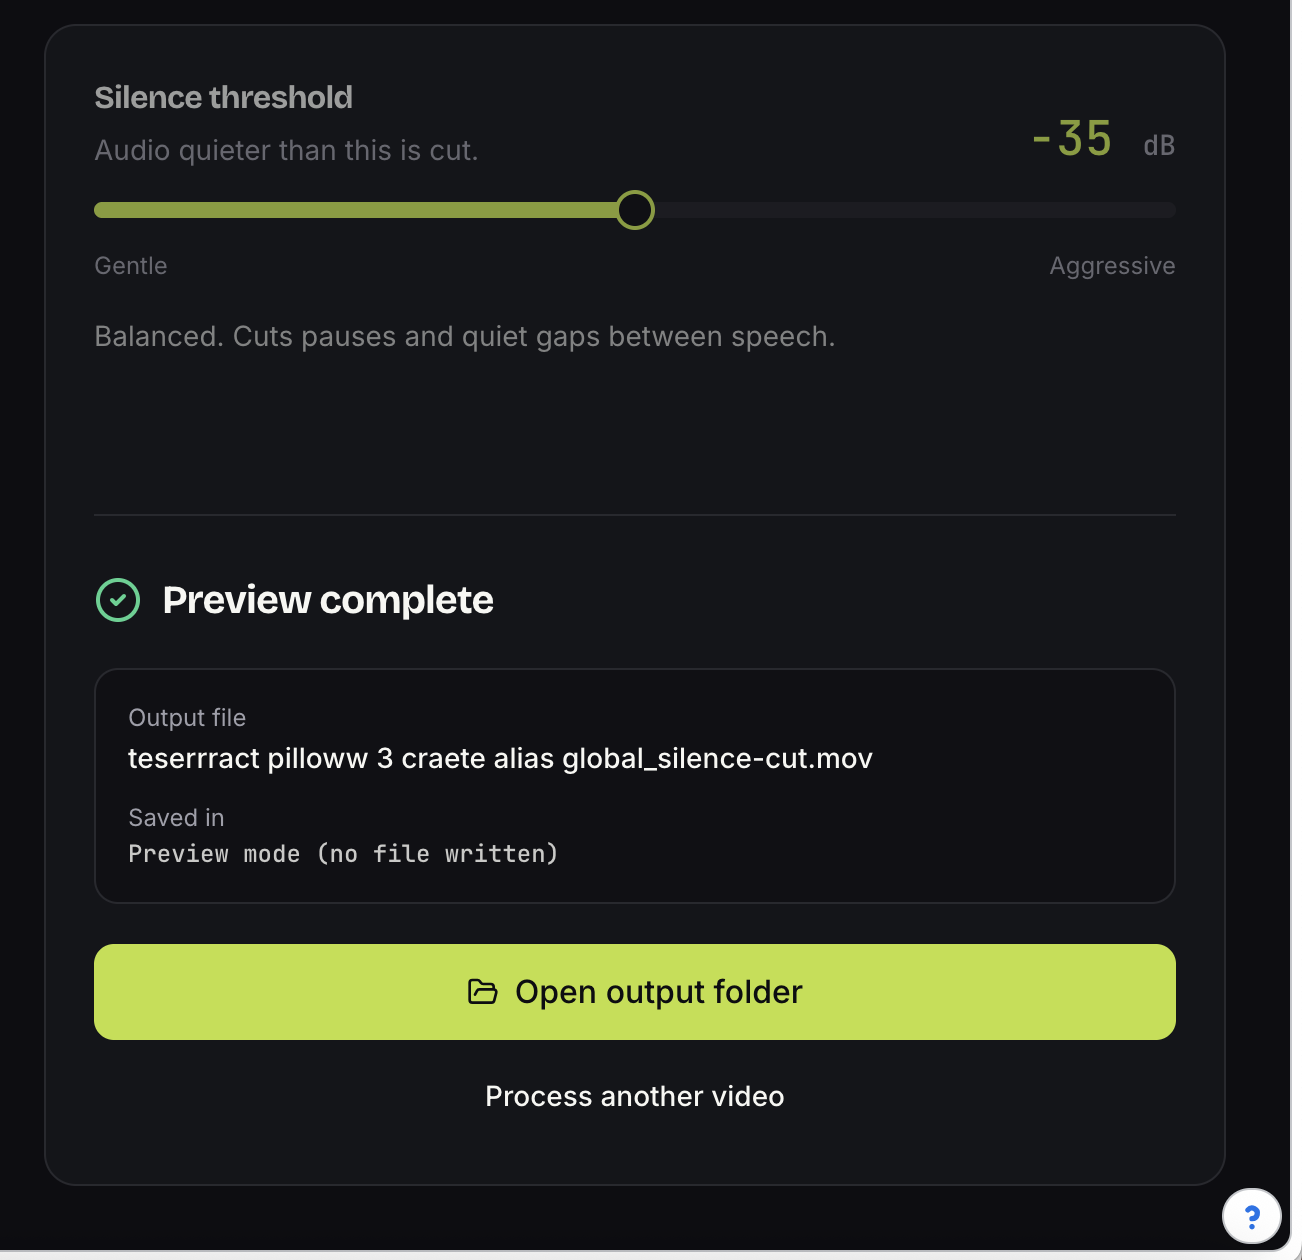 Silence threshold
Audio quieter than this is cut.
-35 dB
Gentle
Aggressive
Balanced. Cuts pauses and quiet gaps between speech.
Preview complete
Output file
teserrract pilloww 3 craete alias global_silence-cut.mov
Saved in
Preview mode (no file written)
Open output folder
Process another video
?